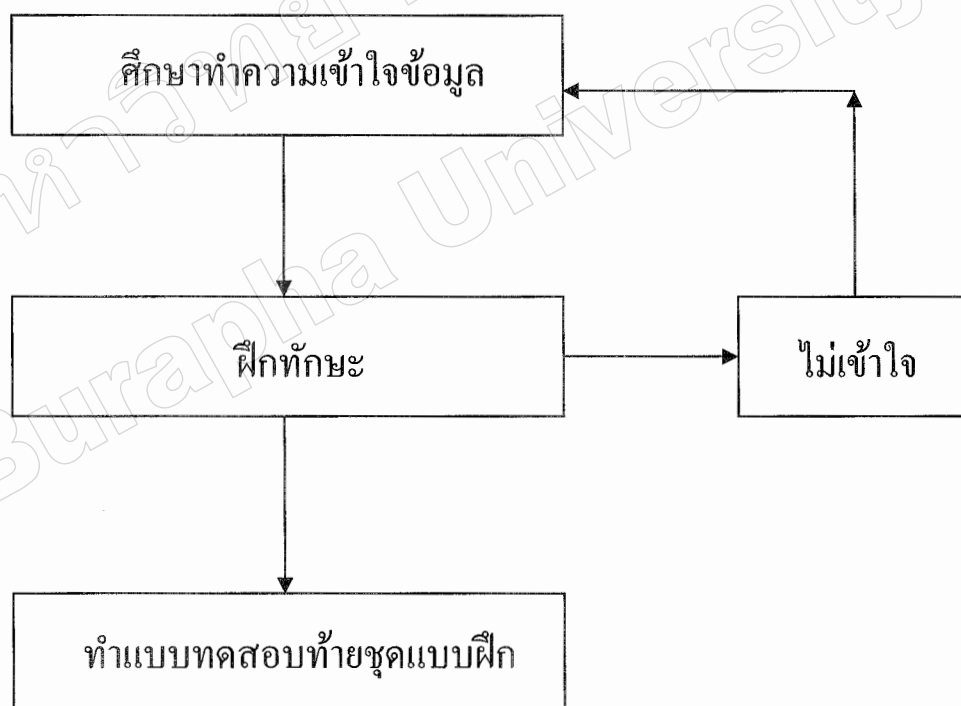 ศึกษาทำความเข้าใจข้อมูล
ฝึกทักษะ
ไม่เข้าใจ
ทำแบบทดสอบท้ายชุดแบบฝึก
Burapha University